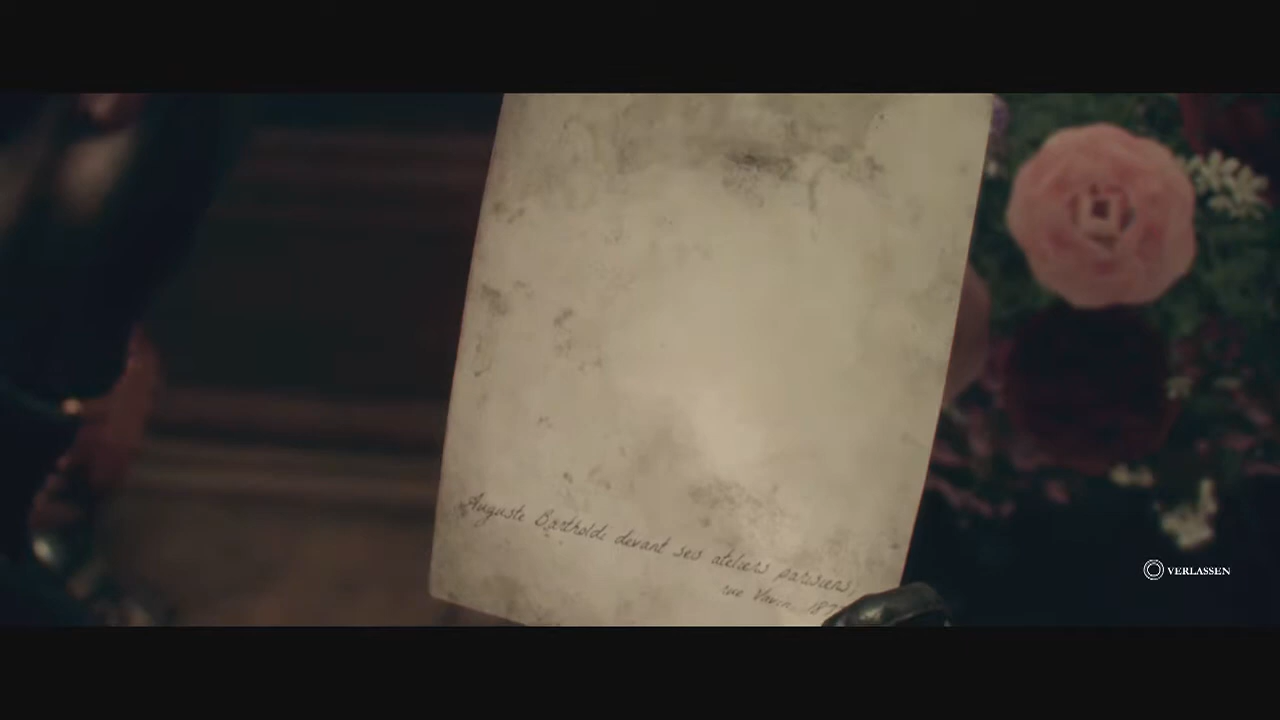 Auguste Bartholdi devant ses ateliers parisiens,
rue Vavin
VERLASSEN